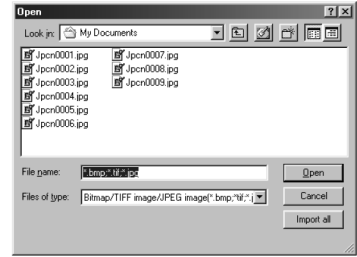 Open
Look in: My Documents
Jpcn0001.jpg
Jpcn0002.jpg
Jpcn0003.jpg
Jpcn0004.jpg
Jpcn0005.jpg
Jpcn0006.jpg
Jpcn0007.jpg
Jpcn0008.jpg
Jpcn0009.jpg
File name: *.bmp;*.tif;*.jpg
Open
Files of type: Bitmap/TIFF image/JPEG image(*.bmp;*tif;*.j
Cancel
Import all